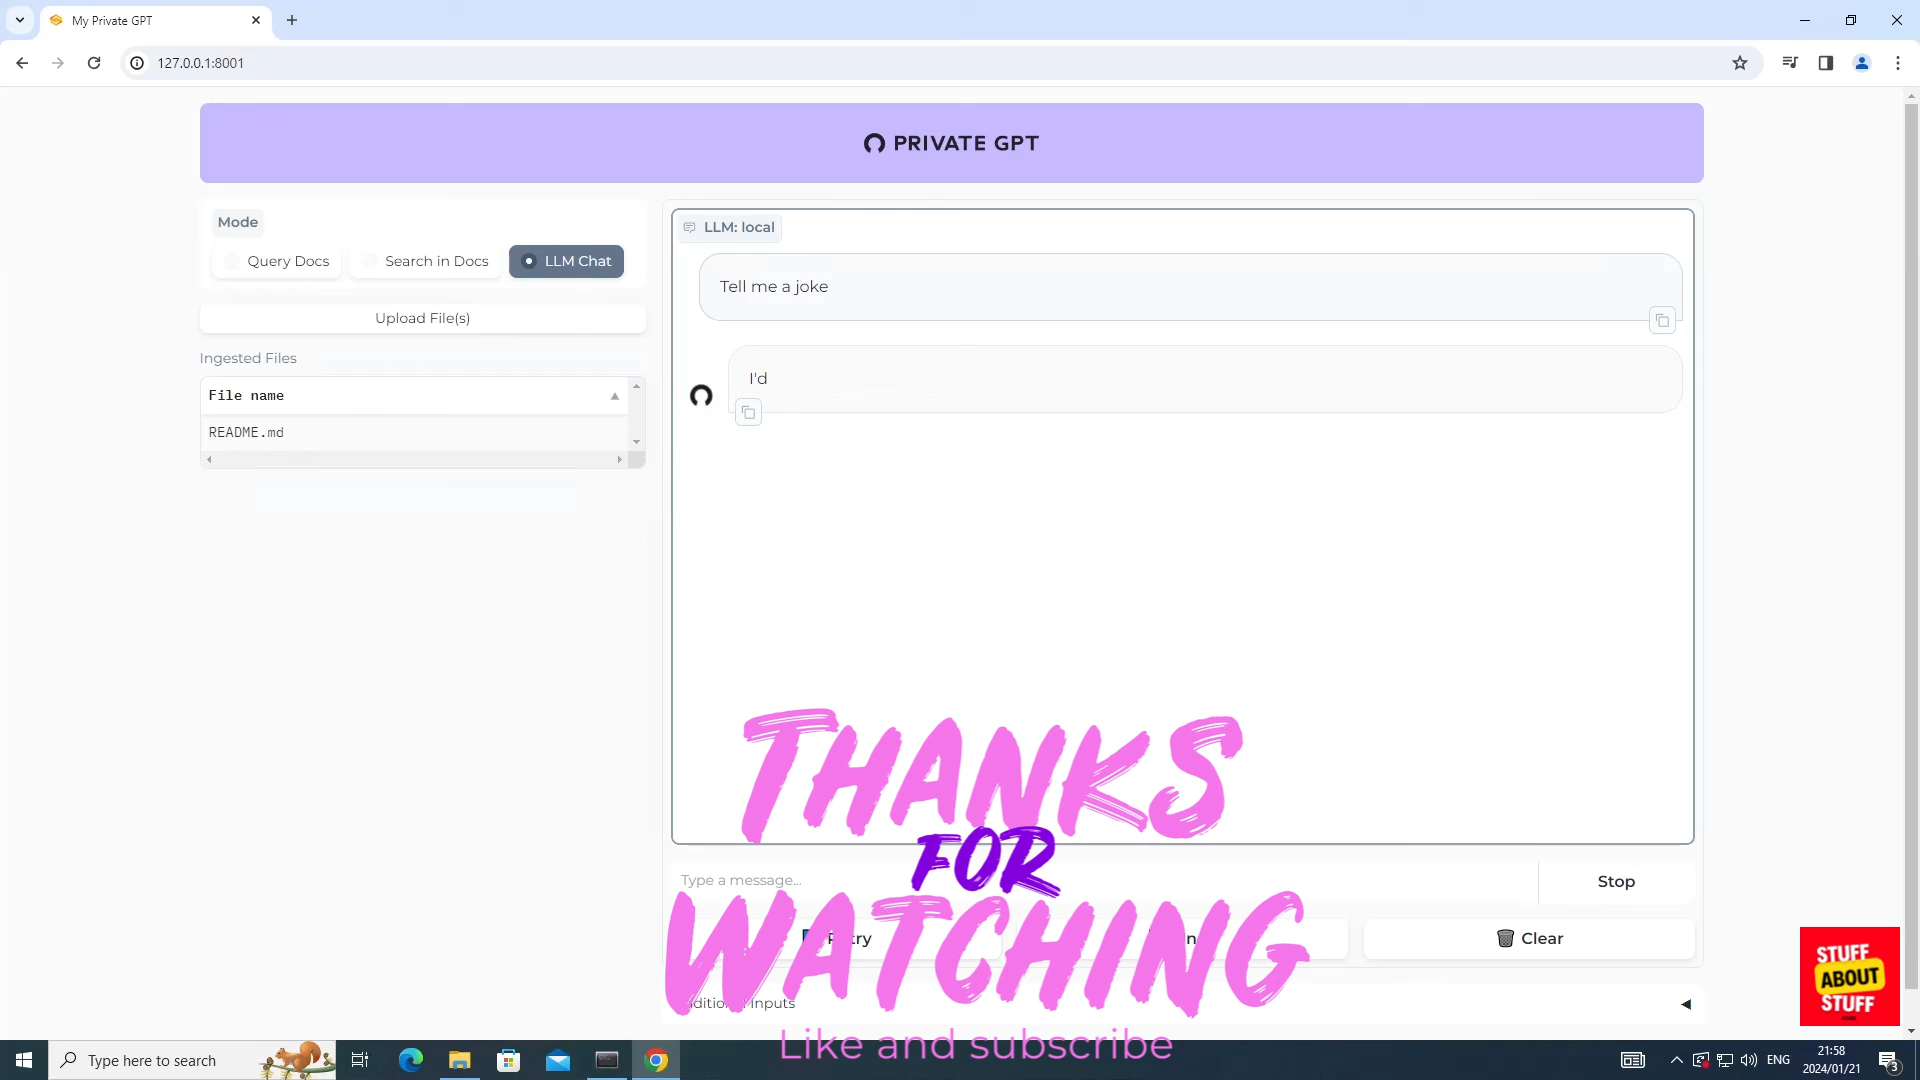 My Private GPT
127.0.0.1:8001
PRIVATE GPT
Mode
Query Docs
Search in Docs
LLM Chat
Upload File(s)
Ingested Files
File name
README.md
LLM: local
Tell me a joke
I'd
THANKS
FOR
WATCHING
Like and subscribe
Type a message...
Stop
Clear
Inputs
STUFF
ABOUT
STUFF
Type here to search
ENG
21:58
2024/01/21
3